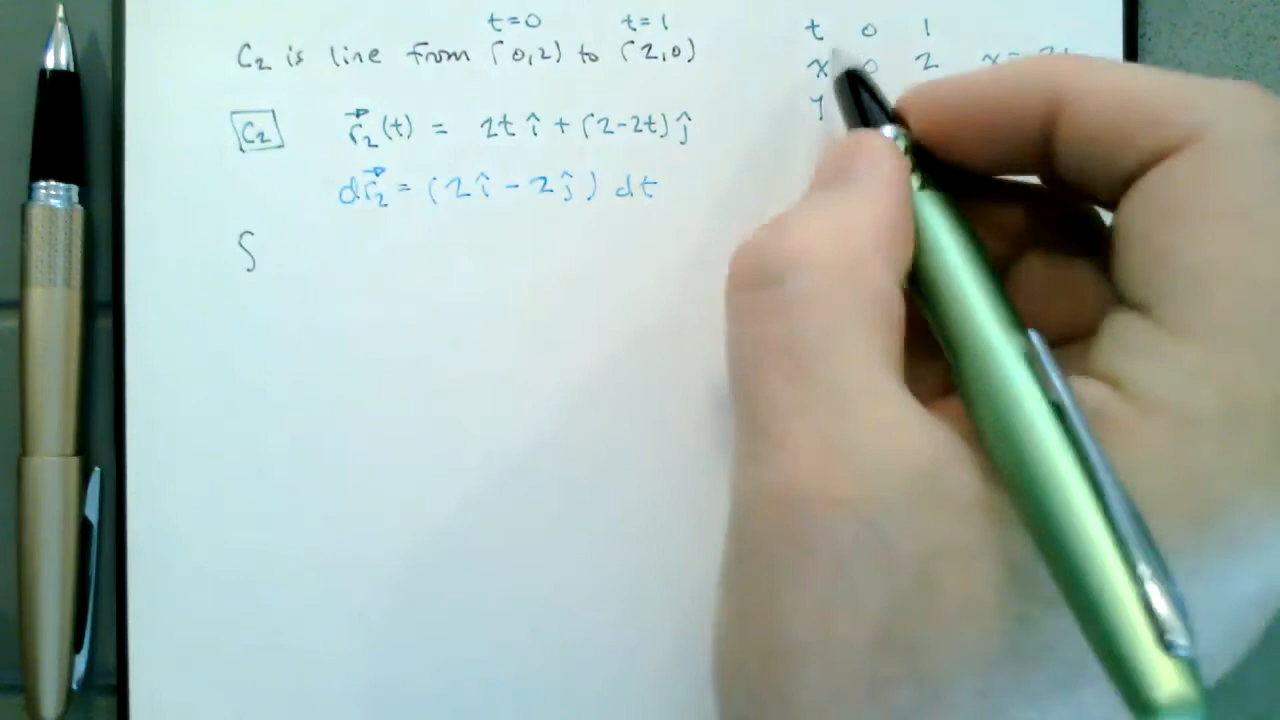 t=0 t=1
C₂ is line from (0,2) to (2,0)
C₂ r⃗₂(t) = 2t î + (2-2t) ĵ
dr⃗₂ = (2î - 2ĵ) dt
∫
t 0 1
x 0 2 x=
y